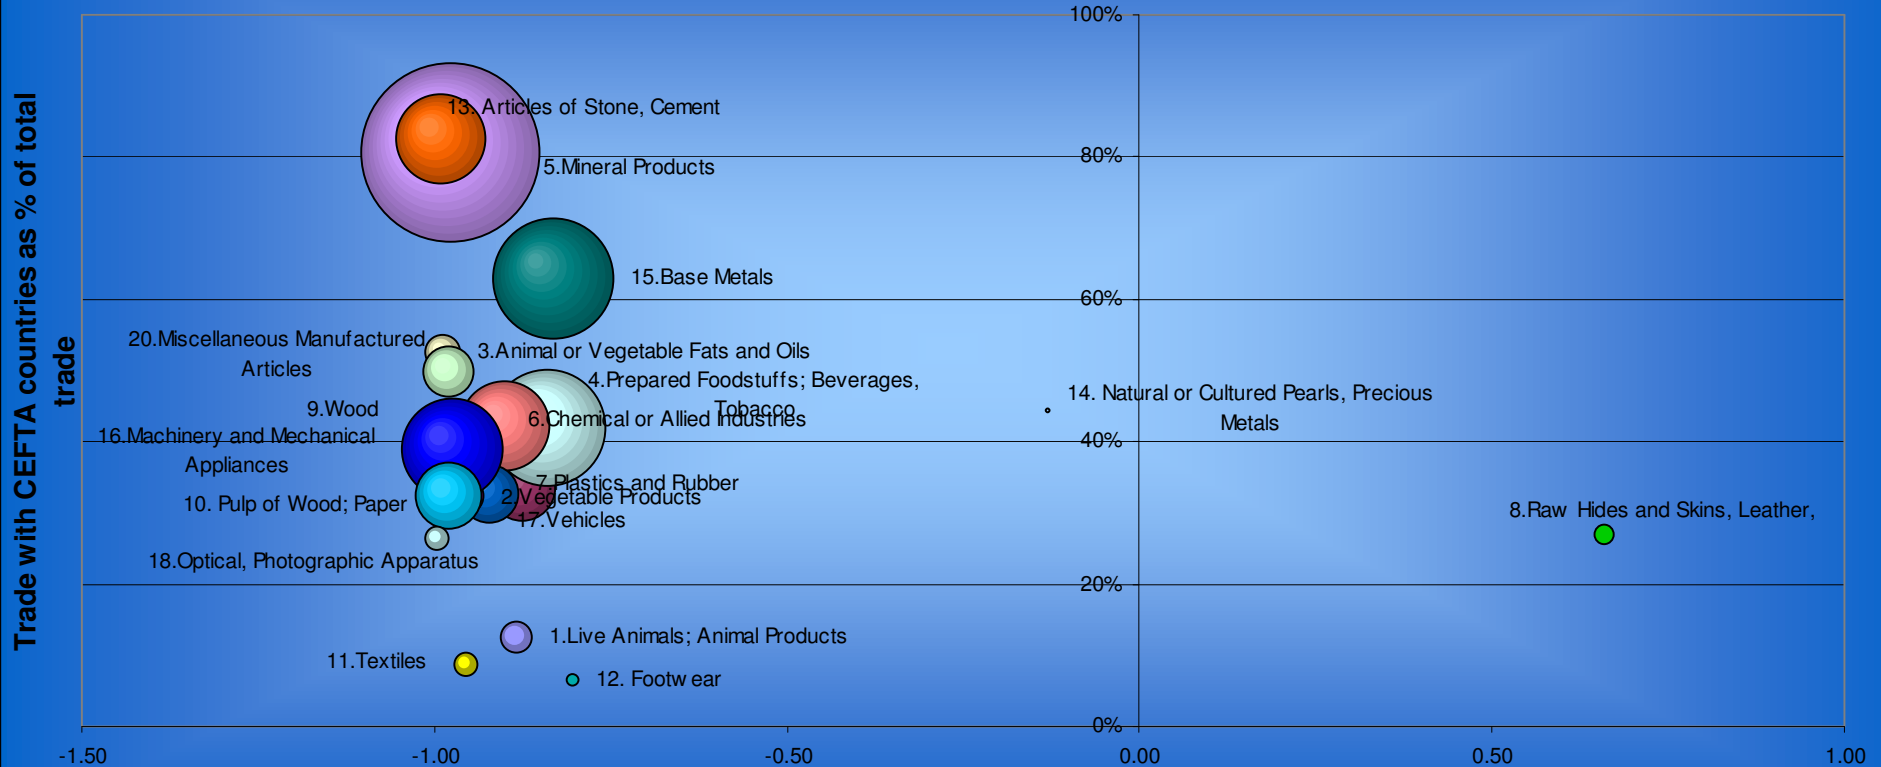 Trade with CEFTA countries as % of total
trade
100%
13. Articles of Stone, Cement
80%
5.Mineral Products
15.Base Metals
60%
20.Miscellaneous Manufactured
Articles
3.Animal or Vegetable Fats and Oils
4.Prepared Foodstuffs; Beverages,
Tobacco
14. Natural or Cultured Pearls, Precious
Metals
9.Wood
6.Chemical or Allied Industries
16.Machinery and Mechanical
Appliances
40%
7.Plastics and Rubber
2.Vegetable Products
10. Pulp of Wood; Paper
17.Vehicles
8.Raw Hides and Skins, Leather,
18.Optical, Photographic Apparatus
20%
1.Live Animals; Animal Products
11.Textiles
12. Footwear
0%
-1.50
-1.00
-0.50
0.00
0.50
1.00